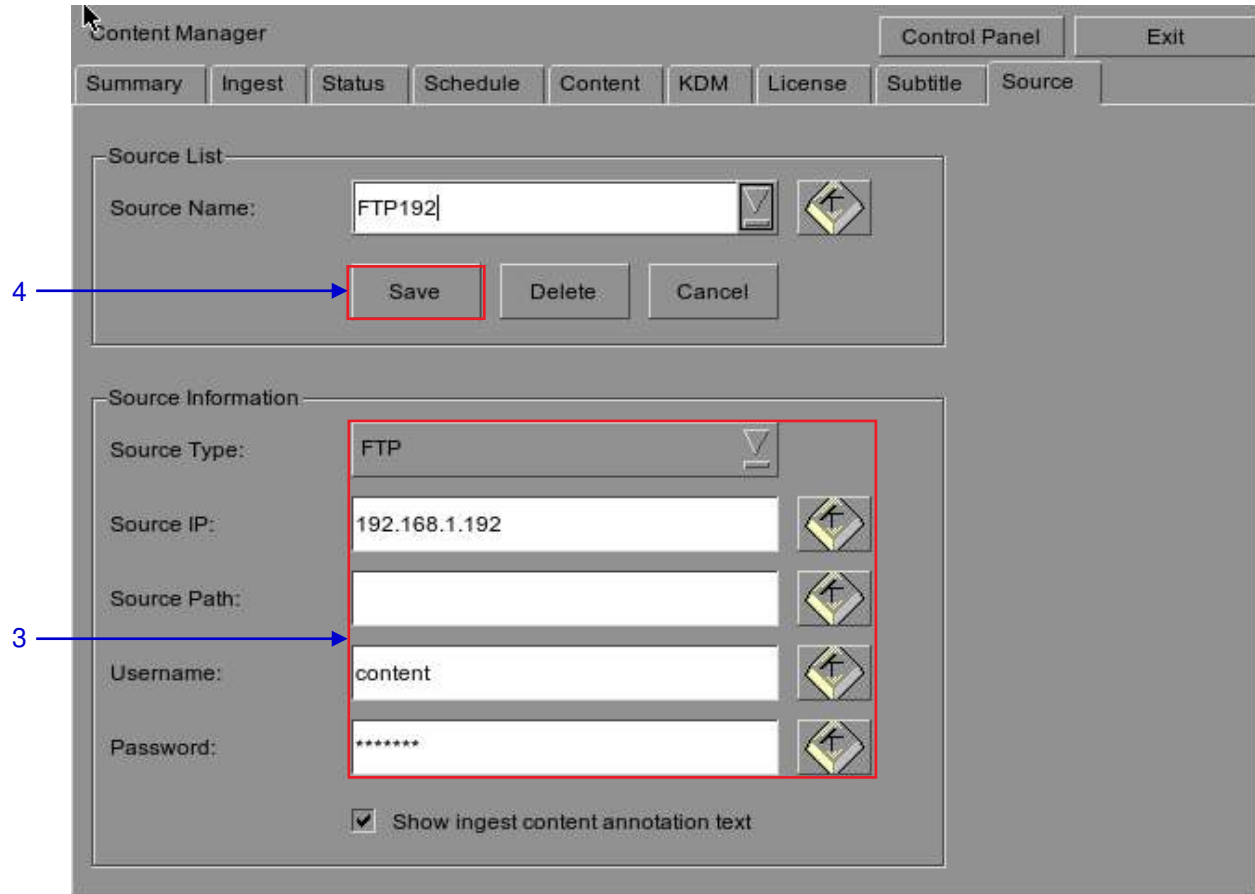 Content Manager
Control Panel
Exit
Summary
Ingest
Status
Schedule
Content
KDM
License
Subtitle
Source
Source List
Source Name:
FTP192
4
Save
Delete
Cancel
Source Information
Source Type:
FTP
Source IP:
192.168.1.192
Source Path:
3
Username:
content
Password:
*******
Show ingest content annotation text